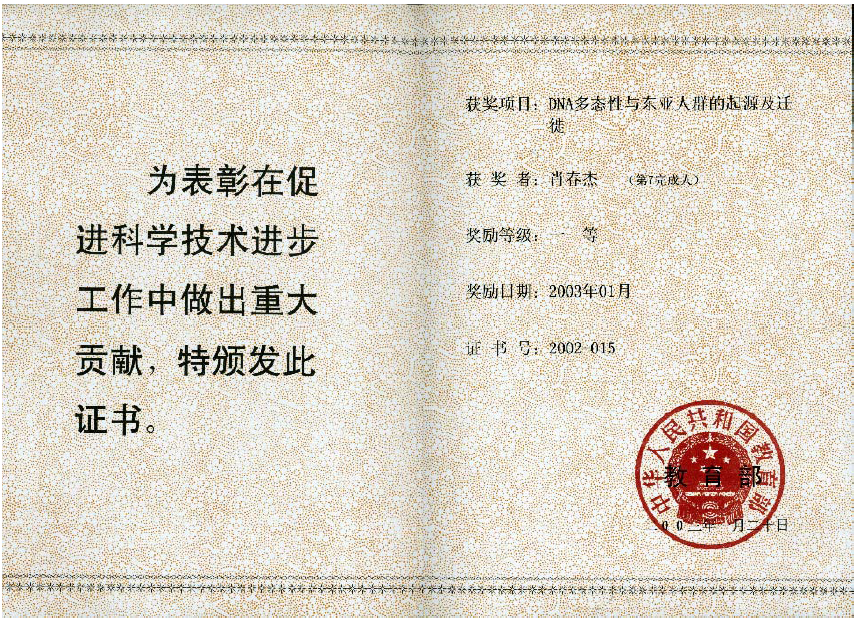 为表彰在促
进科学技术进步
工作中做出重大
贡献，特颁发此
证书。
获奖项目：DNA多态性与东亚人群的起源及迁
徙
获 奖 者：肖春杰 （第7完成人）
奖励等级：一 等
奖励日期：2003年01月
证 书 号：2002-015
中华人民共和国教育部
教育部
月二十日